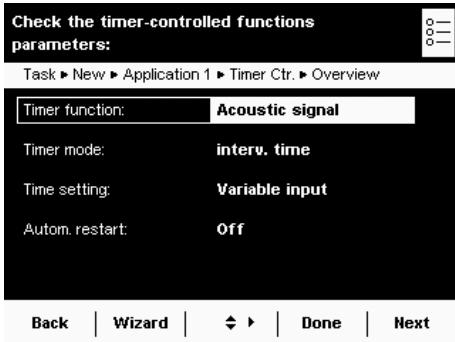 Check the timer-controlled functions
parameters:
Task ▸ New ▸ Application 1 ▸ Timer Ctr. ▸ Overview
Timer function: Acoustic signal
Timer mode: interv. time
Time setting: Variable input
Autom. restart: Off
Back | Wizard | ◆ ▸ | Done | Next